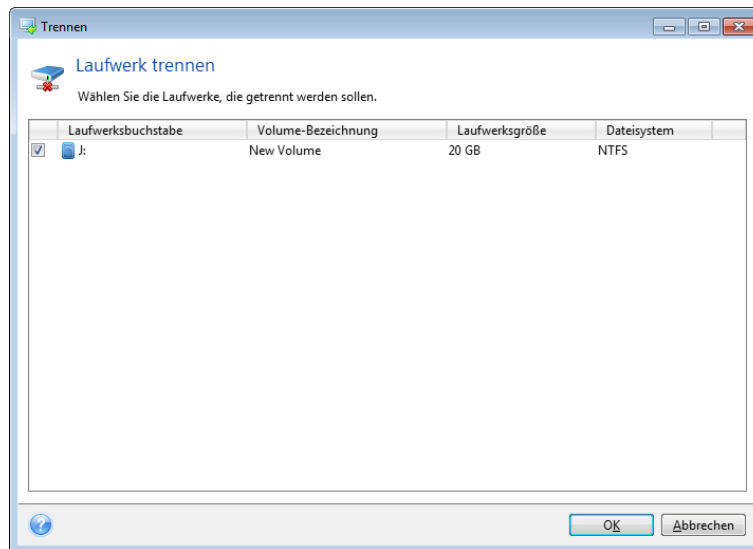 Trennen
Laufwerk trennen
Wählen Sie die Laufwerke, die getrennt werden sollen.
Laufwerksbuchstabe Volume-Bezeichnung Laufwerksgröße Dateisystem
J: New Volume 20 GB NTFS
OK Abbrechen